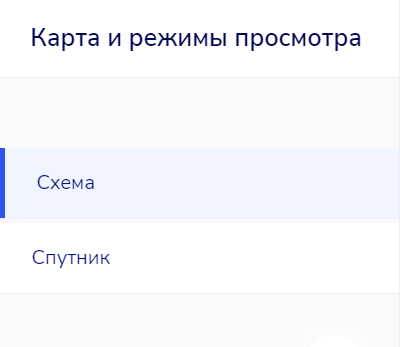 Карта и режимы просмотра
Схема
Спутник